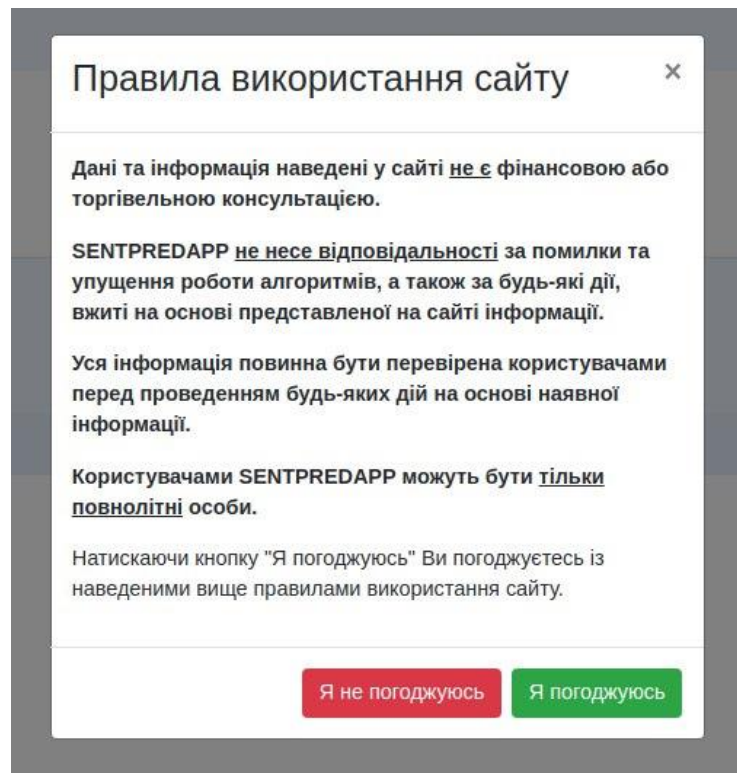 Правила використання сайту ×
Дані та інформація наведені у сайті не є фінансовою або
торгівельною консультацією.
SENTPREDAPP не несе відповідальності за помилки та
упущення роботи алгоритмів, а також за будь-які дії,
вжиті на основі представленої на сайті інформації.
Уся інформація повинна бути перевірена користувачами
перед проведенням будь-яких дій на основі наявної
інформації.
Користувачами SENTPREDAPP можуть бути тільки
повнолітні особи.
Натискаючи кнопку "Я погоджуюсь" Ви погоджуєтесь із
наведеними вище правилами використання сайту.
Я не погоджуюсь Я погоджуюсь